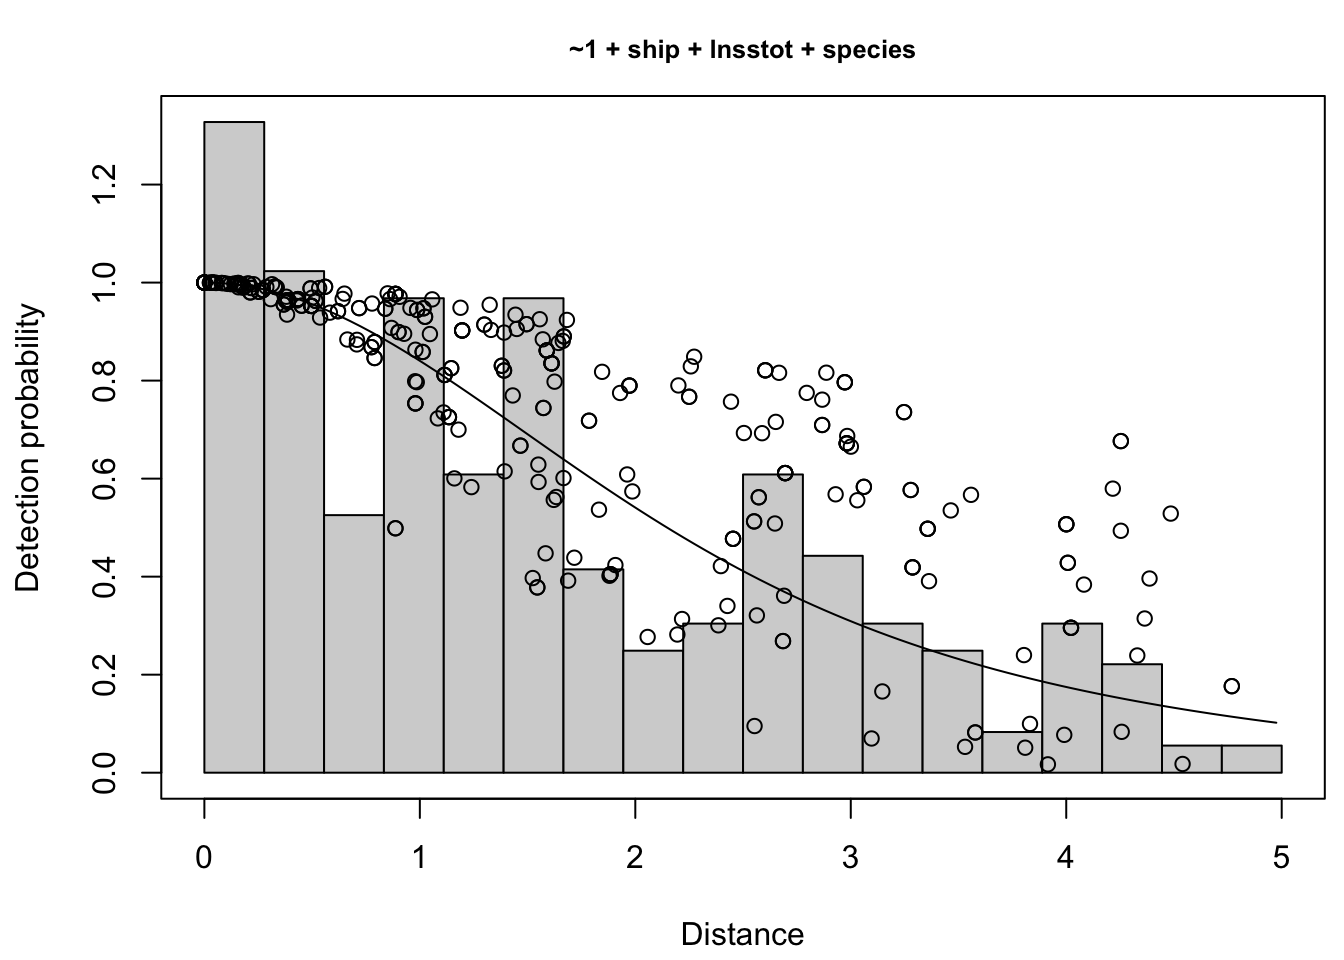 ~1 + ship + lnsstot + species
Detection probability
1.2
1.0
0.8
0.6
0.4
0.2
0.0
0 1 2 3 4 5
Distance